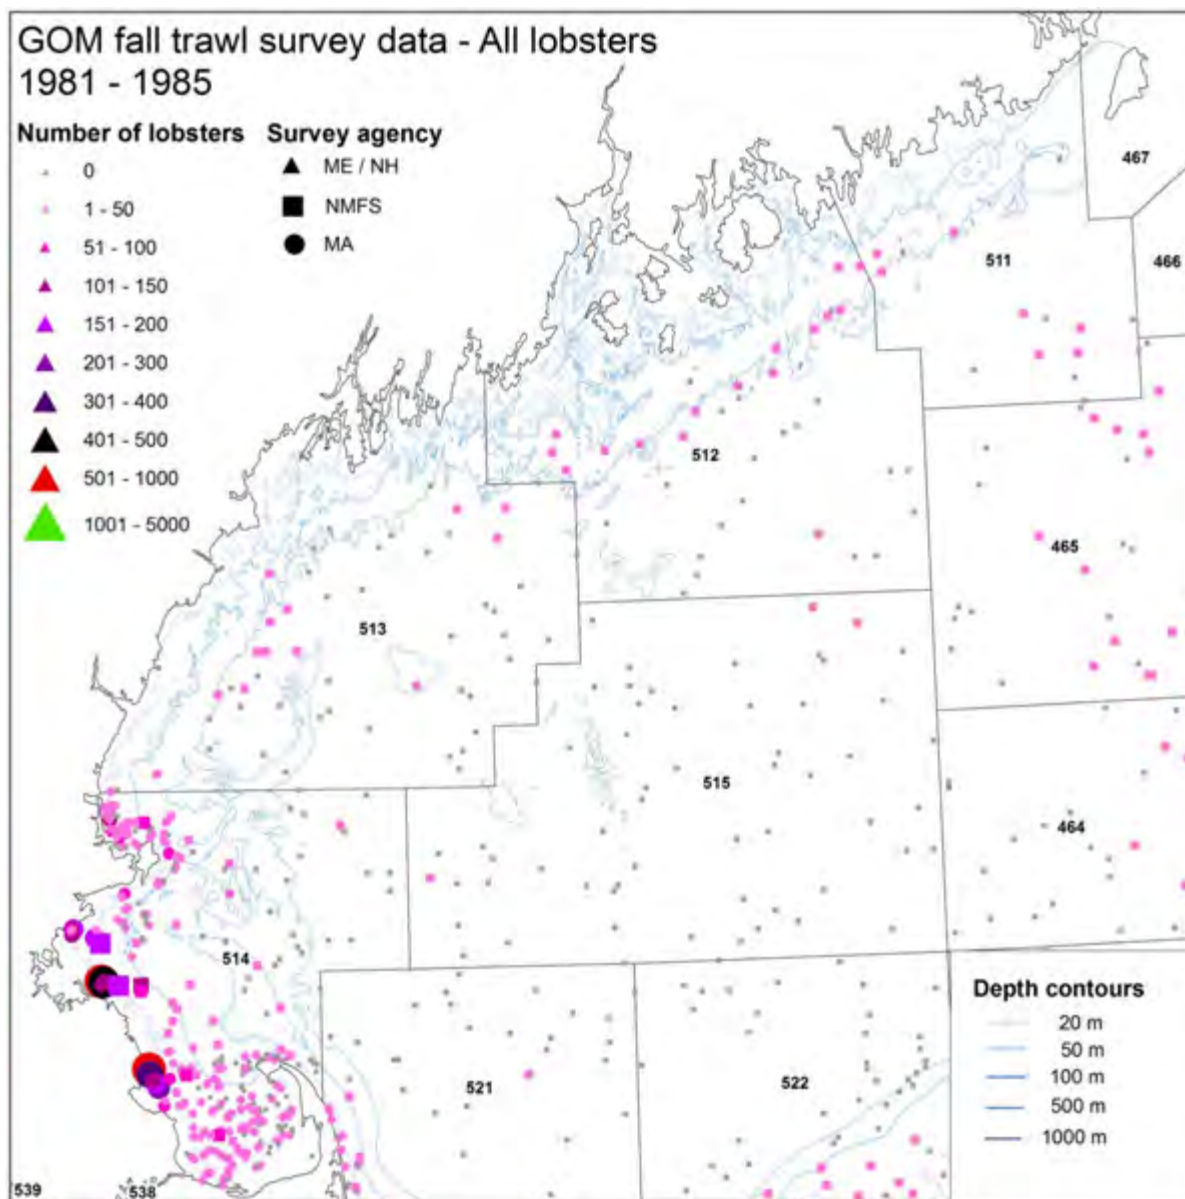 GOM fall trawl survey data - All lobsters
1981 - 1985
Number of lobsters
0
1 - 50
51 - 100
101 - 150
151 - 200
201 - 300
301 - 400
401 - 500
501 - 1000
1001 - 5000
Survey agency
ME / NH
NMFS
MA
467
511
466
512
465
513
515
464
514
521
522
Depth contours
20 m
50 m
100 m
500 m
1000 m
539
538